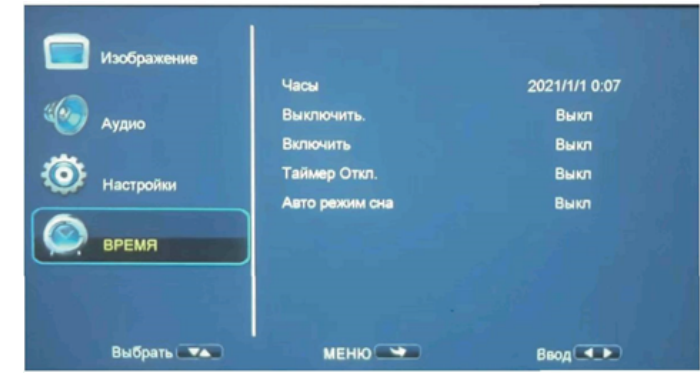 Изображение
Аудио
Настройки
ВРЕМЯ
Часы 2021/1/1 0:07
Выключить. Выкл
Включить Выкл
Таймер Откл. Выкл
Авто режим сна Выкл
Выбрать МЕНЮ Ввод